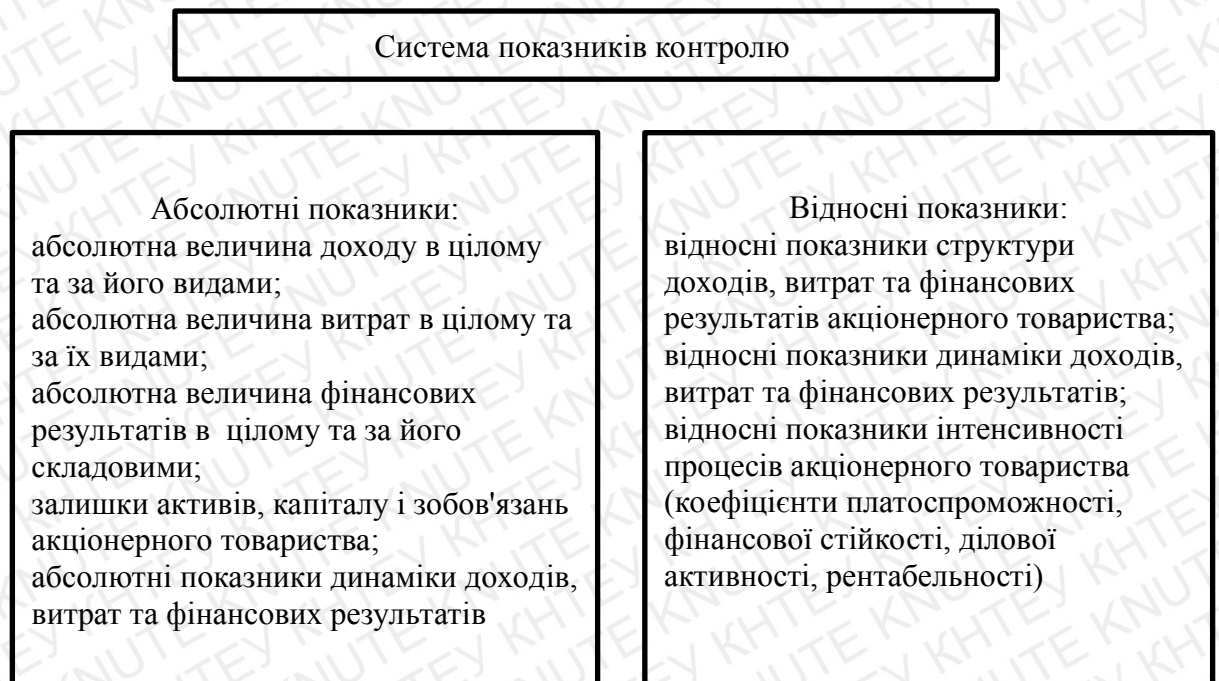 Система показників контролю
Абсолютні показники:
абсолютна величина доходу в цілому
та за його видами;
абсолютна величина витрат в цілому та
за їх видами;
абсолютна величина фінансових
результатів в цілому та за його
складовими;
залишки активів, капіталу і зобов'язань
акціонерного товариства;
абсолютні показники динаміки доходів,
витрат та фінансових результатів
Відносні показники:
відносні показники структури
доходів, витрат та фінансових
результатів акціонерного товариства;
відносні показники динаміки доходів,
витрат та фінансових результатів;
відносні показники інтенсивності
процесів акціонерного товариства
(коефіцієнти платоспроможності,
фінансової стійкості, ділової
активності, рентабельності)